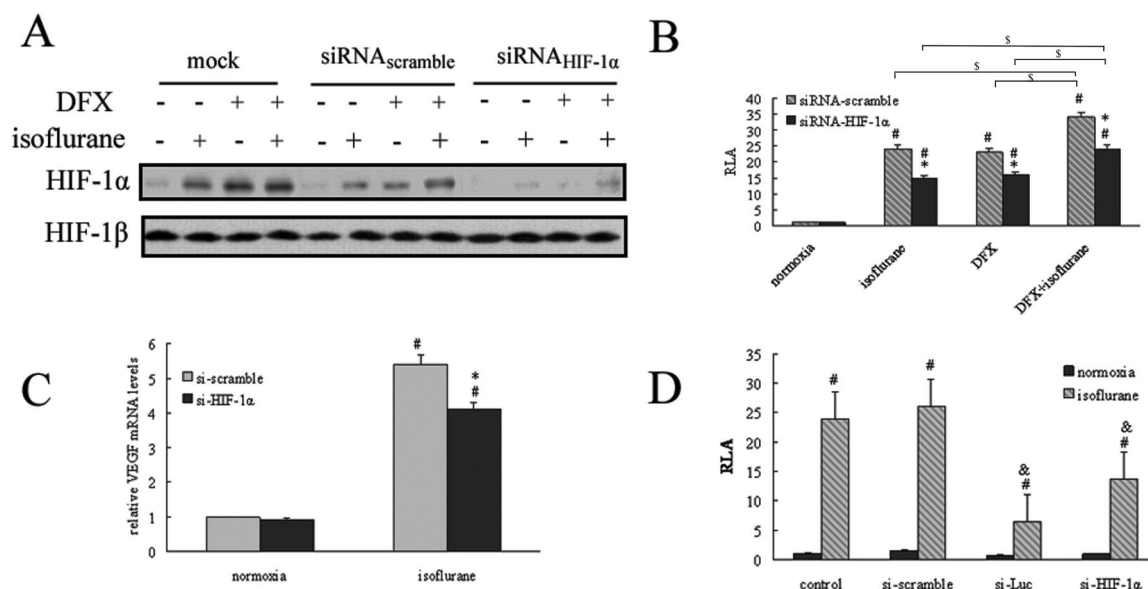 A
mock siRNAscramble siRNAHIF-1α
DFX - - + + - - + + - - + +
isoflurane - + - + - + - + - + - +
HIF-1α
HIF-1β
B
$
$
$ $
siRNA-scramble
siRNA-HIF-1α
RLA
40
35
30
25
20
15
10
5
0
# # # # # * # *
# *
normoxia isoflurane DFX DFX+isoflurane
C
si-scramble
si-HIF-1α
relative VEGF mRNA levels
6
5
4
3
2
1
0
# * #
normoxia isoflurane
D
normoxia
isoflurane
RLA
35
30
25
20
15
10
5
0
# # & # & #
control si-scramble si-Luc si-HIF-1α